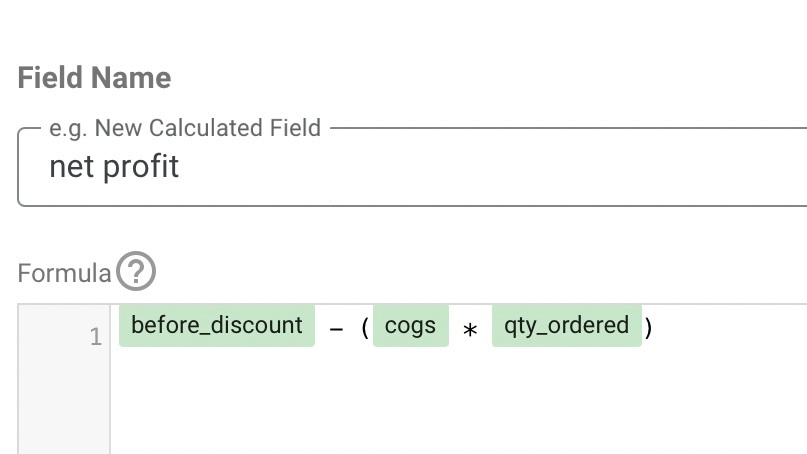 Field Name
e.g. New Calculated Field
net profit
Formula ?
1 before_discount - ( cogs * qty_ordered )